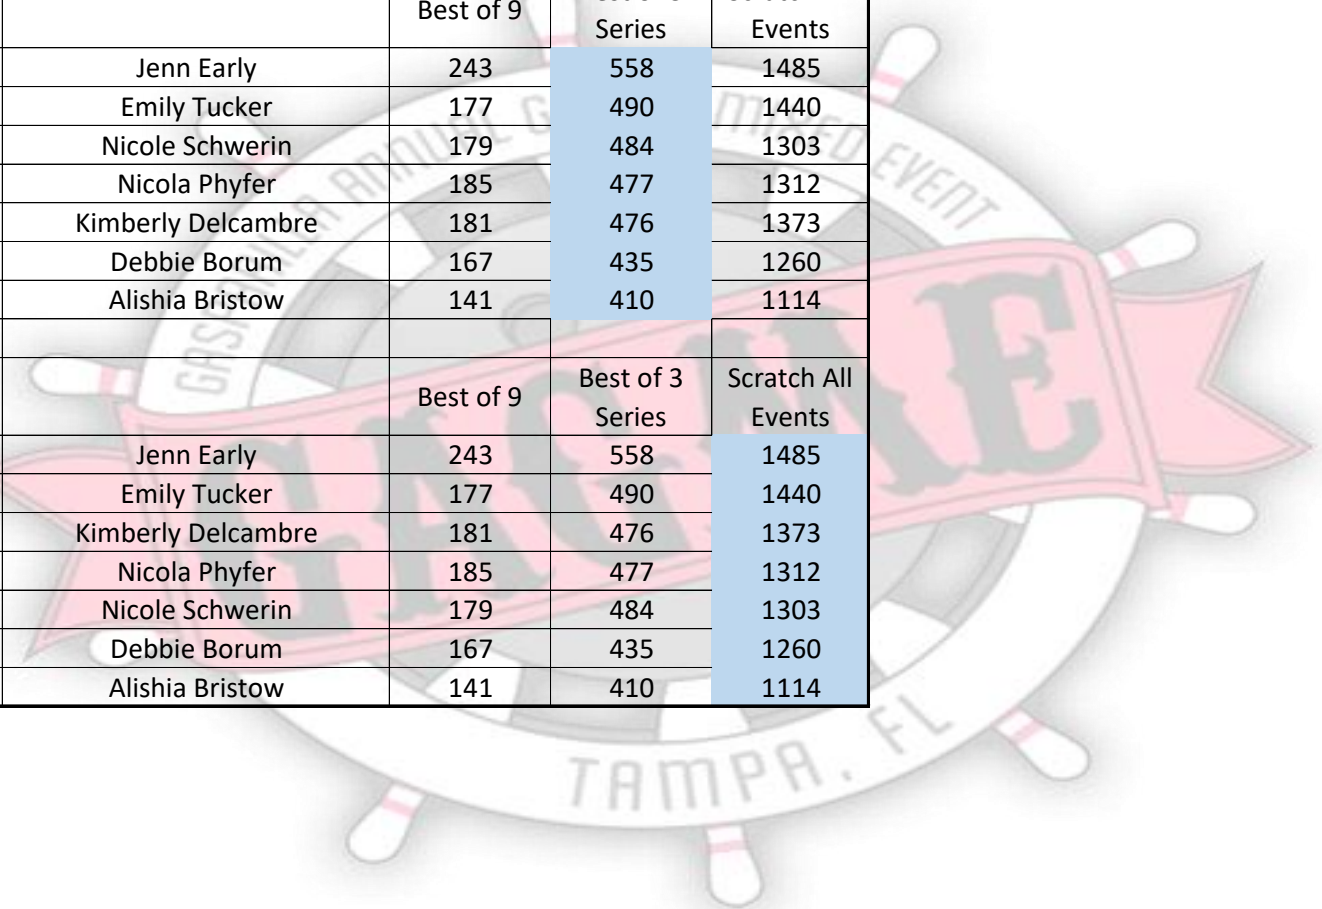 Best of 9
Series Events
Jenn Early 243 558 1485
Emily Tucker 177 490 1440
Nicole Schwerin 179 484 1303
Nicola Phyfer 185 477 1312
Kimberly Delcambre 181 476 1373
Debbie Borum 167 435 1260
Alishia Bristow 141 410 1114
Best of 9 Best of 3 Series Scratch All Events
Jenn Early 243 558 1485
Emily Tucker 177 490 1440
Kimberly Delcambre 181 476 1373
Nicola Phyfer 185 477 1312
Nicole Schwerin 179 484 1303
Debbie Borum 167 435 1260
Alishia Bristow 141 410 1114
ANNUAL
MIXED EVENT
GAGME
TAMPA, FL